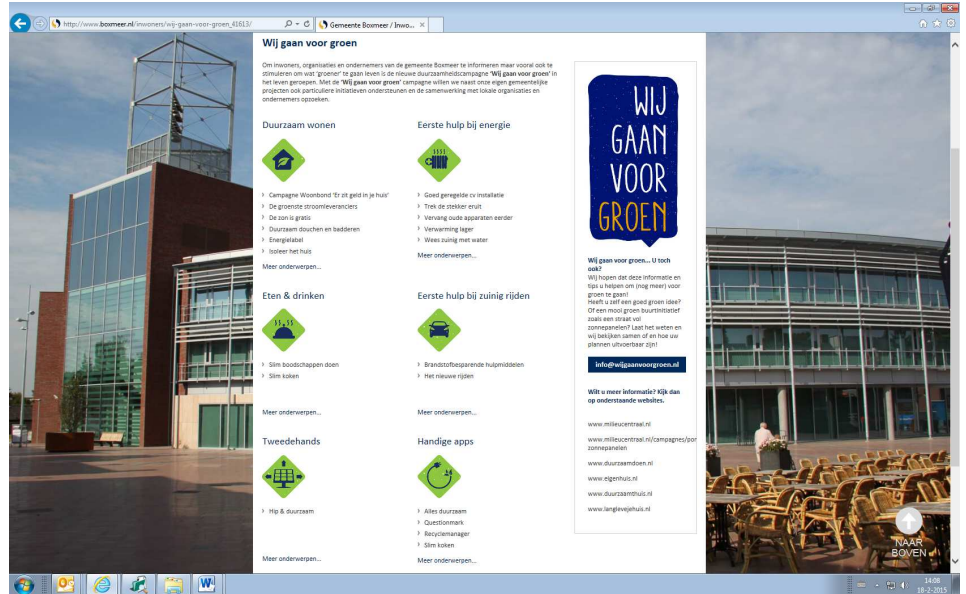 http://www.boxmeer.nl/inwoners/wij-gaan-voor-groen_41613/
Gemeente Boxmeer / Inwo...
Wij gaan voor groen
Om inwoners, organisaties en ondernemers van de gemeente Boxmeer te informeren maar vooral ook te
stimuleren om wat 'groener' te gaan leven is de nieuwe duurzaamheidscampagne 'Wij gaan voor groen' in
het leven geroepen. Met de 'Wij gaan voor groen' campagne willen we naast onze eigen gemeentelijke
projecten ook particuliere initiatieven ondersteunen en de samenwerking met lokale organisaties en
ondernemers opzoeken.
Duurzaam wonen
Campagne Woonbond 'Er zit geld in je huis'
De groenste stroomleveranciers
De zon is gratis
Duurzaam douchen en badderen
Energielabel
Isoleer het huis
Meer onderwerpen...
Eerste hulp bij energie
Goed geregelde cv installatie
Trek de stekker eruit
Vervang oude apparaten eerder
Verwarming lager
Wees zuinig met water
Meer onderwerpen...
Eten & drinken
Slim boodschappen doen
Slim koken
Meer onderwerpen...
Eerste hulp bij zuinig rijden
Brandstofbesparende hulpmiddelen
Het nieuwe rijden
Meer onderwerpen...
Tweedehands
Hip & duurzaam
Meer onderwerpen...
Handige apps
Alles duurzaam
Questionmark
Recyclemanager
Slim koken
Meer onderwerpen...
WIJ
GAAN
VOOR
GROEN
Wij gaan voor groen... U toch
ook?
Wij hopen dat deze informatie en
tips u helpen om (nog meer) voor
groen te gaan!
Heeft u zelf een goed groen idee?
Of een mooi groen buurtinitiatief
zoals een straat vol
zonnepanelen? Laat het weten en
wij bekijken samen of en hoe uw
plannen uitvoerbaar zijn!
info@wijgaanvoorgroen.nl
Wilt u meer informatie? Kijk dan
op onderstaande websites.
www.milieucentraal.nl
www.milieucentraal.nl/campagnes/por
zonnepanelen
www.duurzaamdoen.nl
www.eigenhuis.nl
www.duurzaamthuis.nl
www.langlevejehuis.nl
NAAR
BOVEN
14:08
18-2-2015